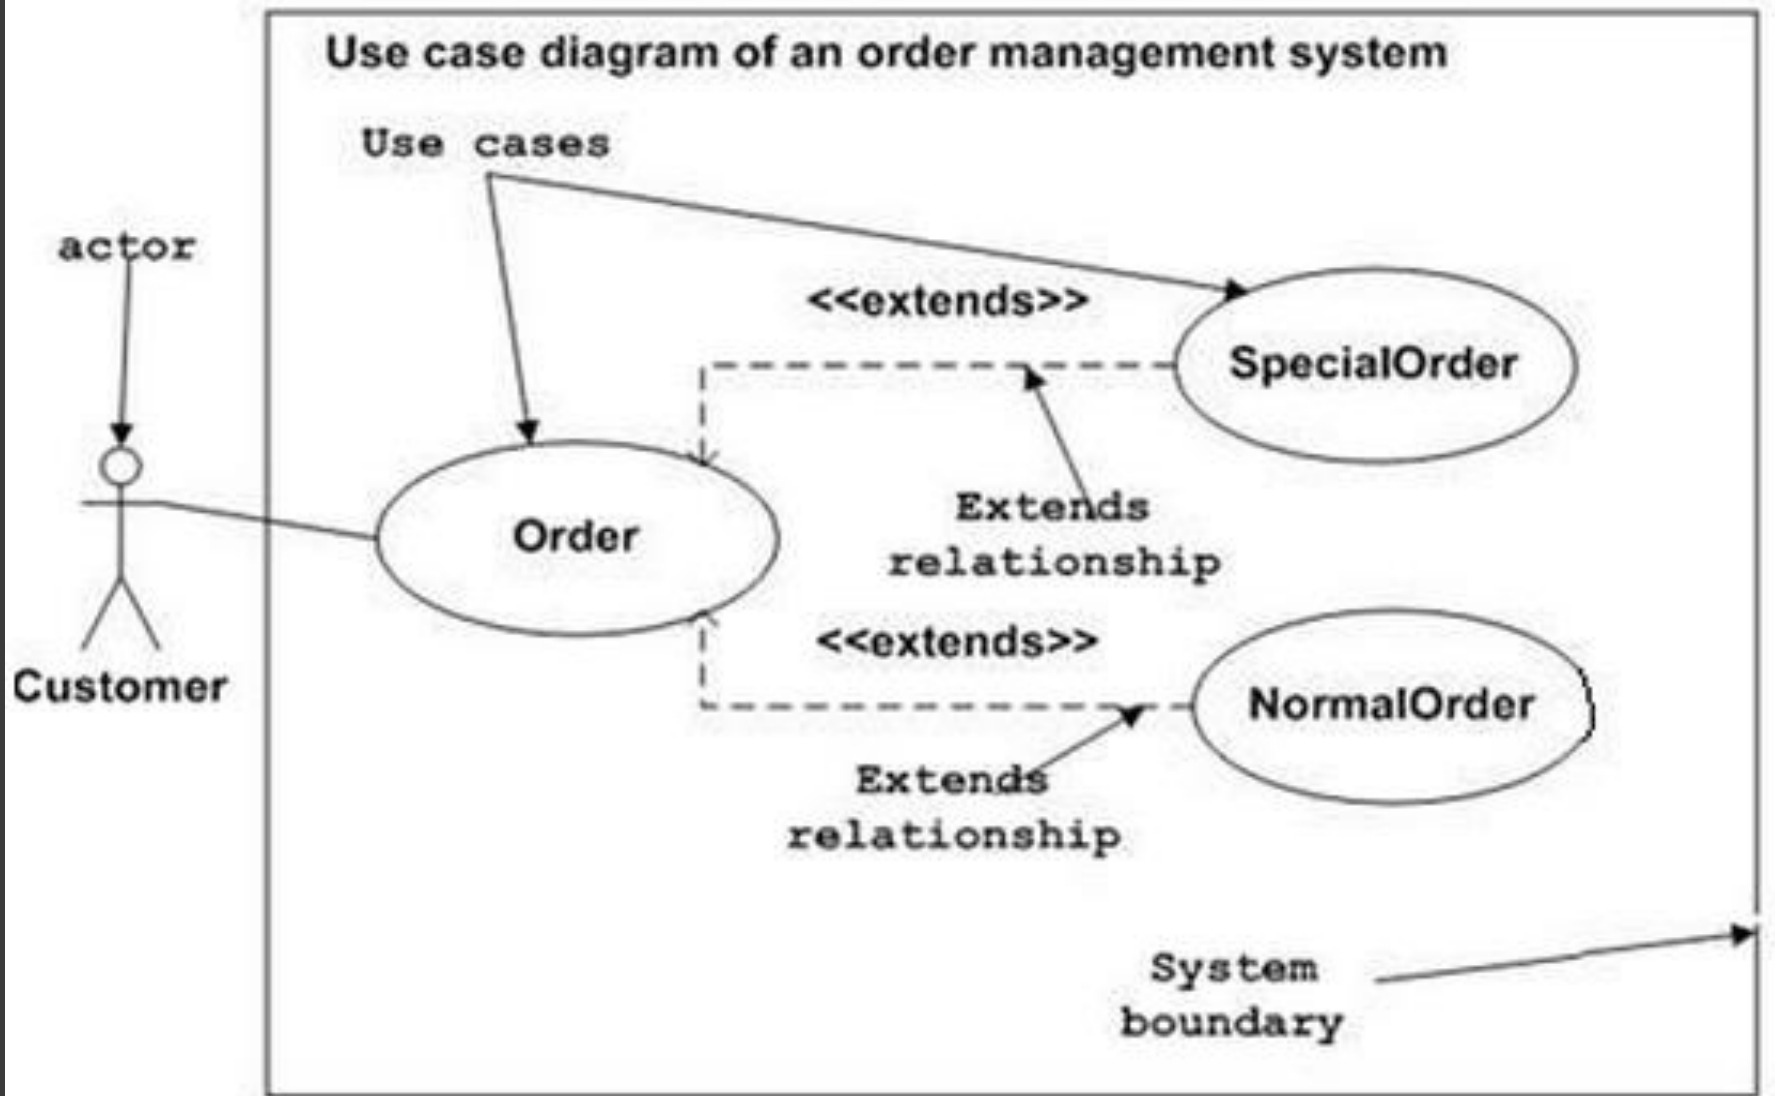 Use case diagram of an order management system
Use cases
actor
<<extends>>
SpecialOrder
Extends
relationship
Order
<<extends>>
Customer
NormalOrder
Extends
relationship
System
boundary